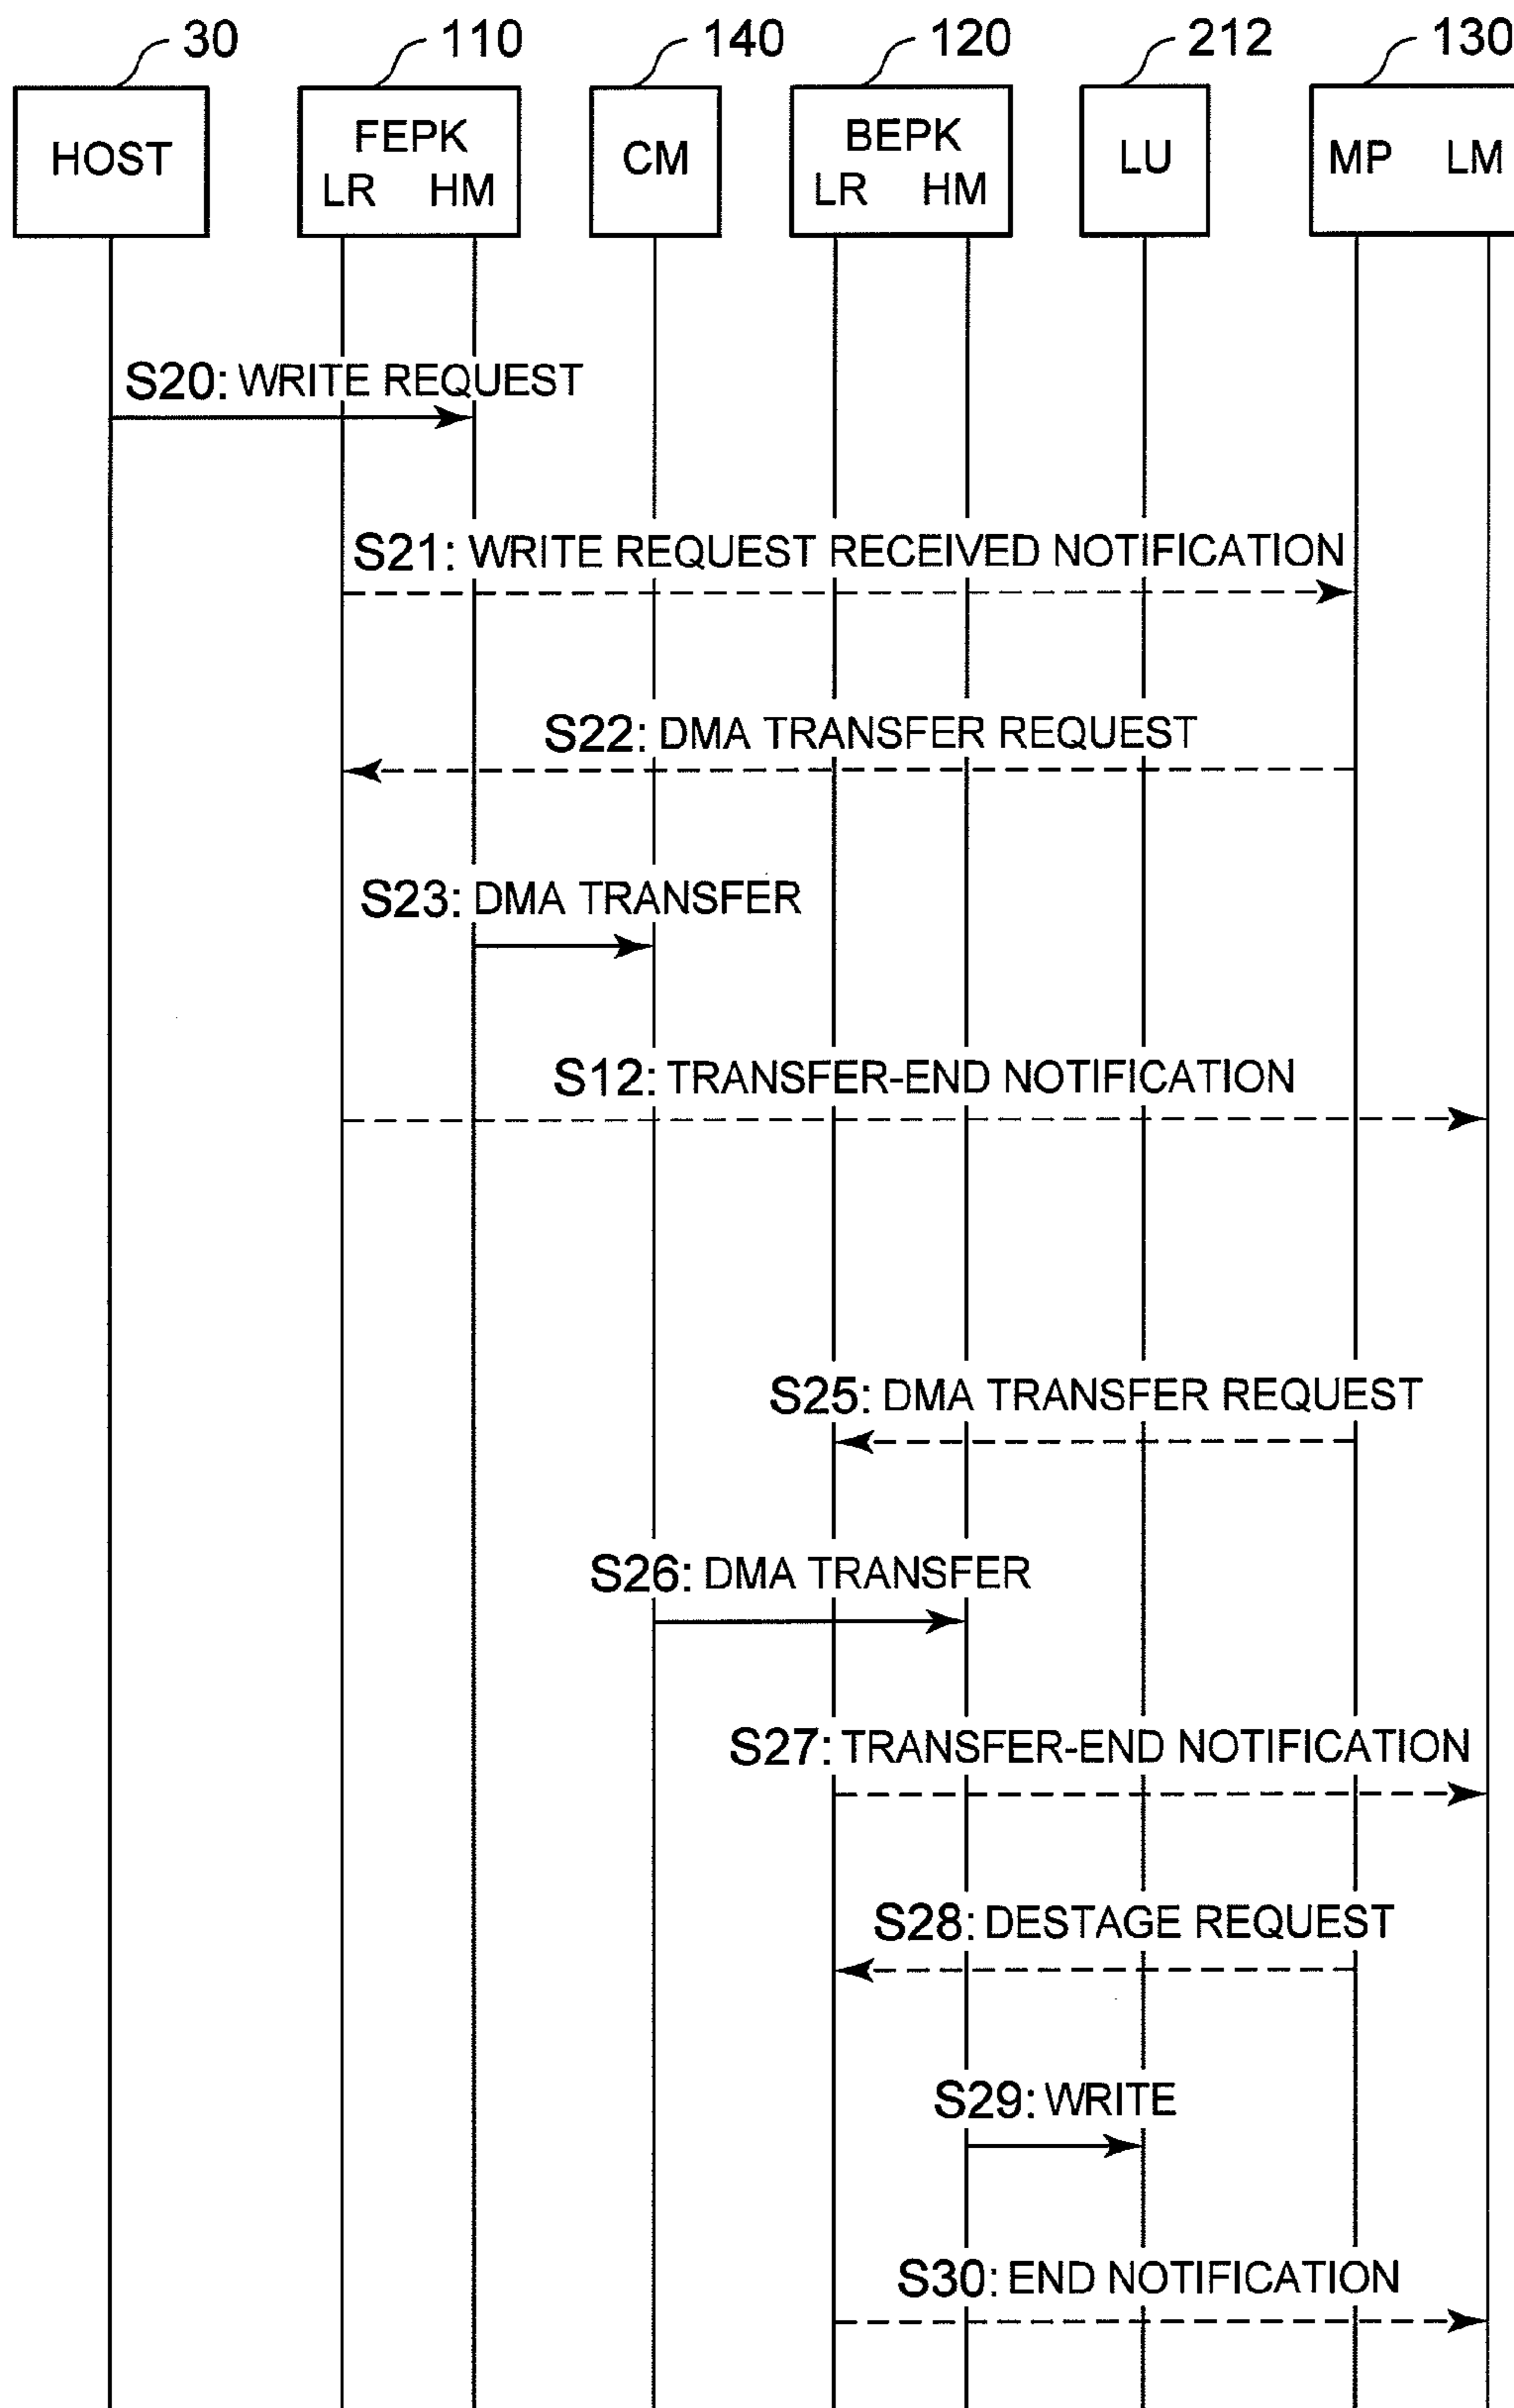 30 110 140 120 212 130
HOST
FEPK
LR HM
CM
BEPK
LR HM
LU
MP LM
S20: WRITE REQUEST
S21: WRITE REQUEST RECEIVED NOTIFICATION
S22: DMA TRANSFER REQUEST
S23: DMA TRANSFER
S12: TRANSFER-END NOTIFICATION
S25: DMA TRANSFER REQUEST
S26: DMA TRANSFER
S27: TRANSFER-END NOTIFICATION
S28: DESTAGE REQUEST
S29: WRITE
S30: END NOTIFICATION